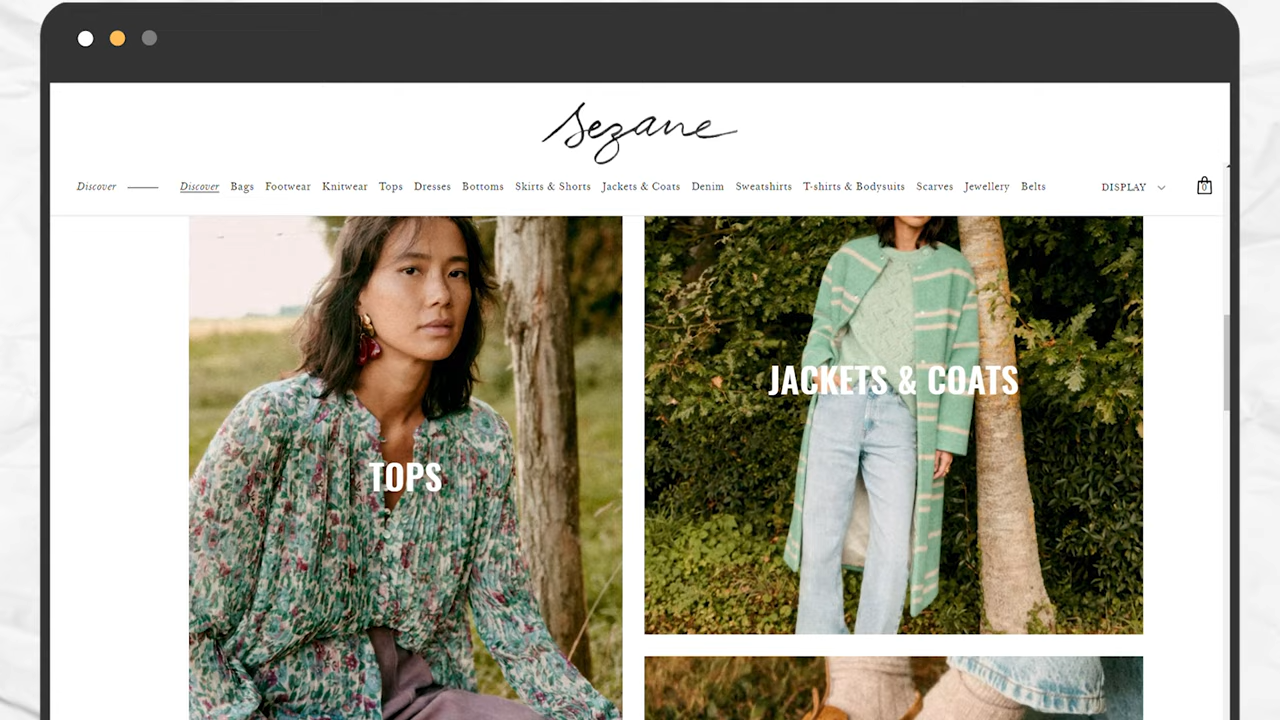 Sezane
Discover Discover Bags Footwear Knitwear Tops Dresses Bottoms Skirts & Shorts Jackets & Coats Denim Sweatshirts T-shirts & Bodysuits Scarves Jewellery Belts DISPLAY 0
JACKETS & COATS
TOPS